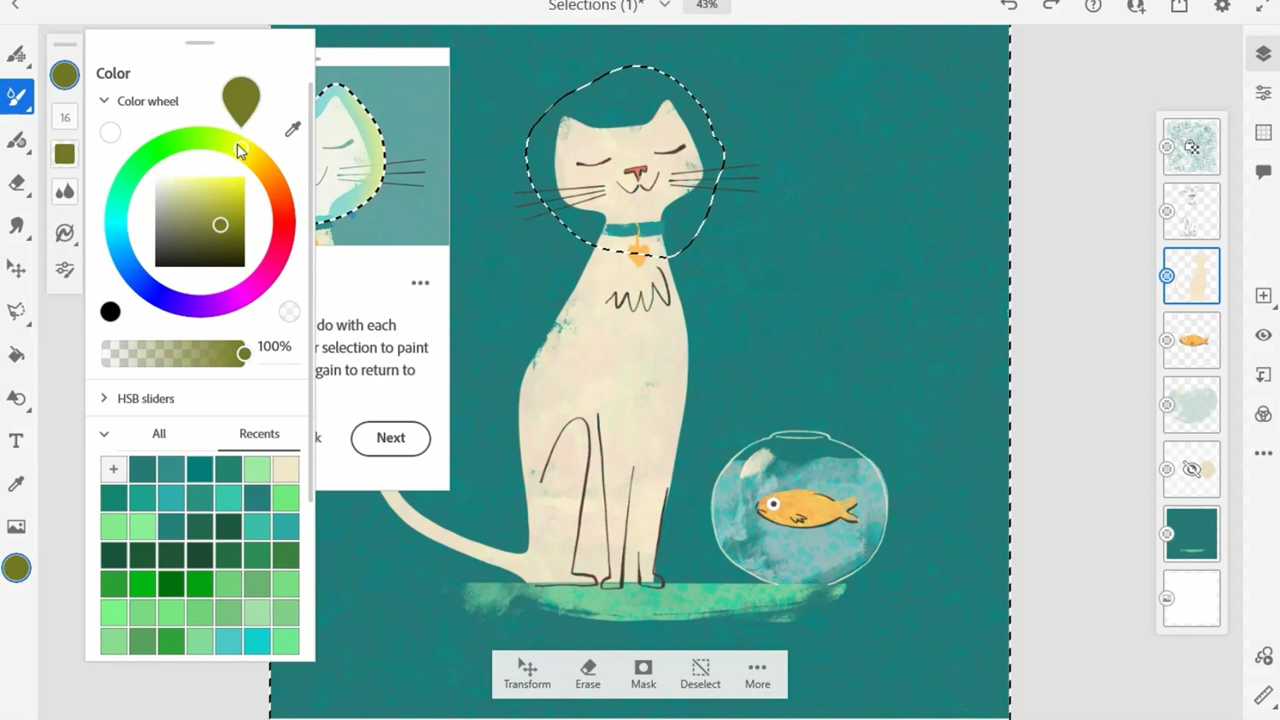 Selections (1)*
43%
Color
Color wheel
16
100%
HSB sliders
All
Recents
do with each
r selection to paint
gain to return to
k
Next
T
Transform
Erase
Mask
Deselect
More